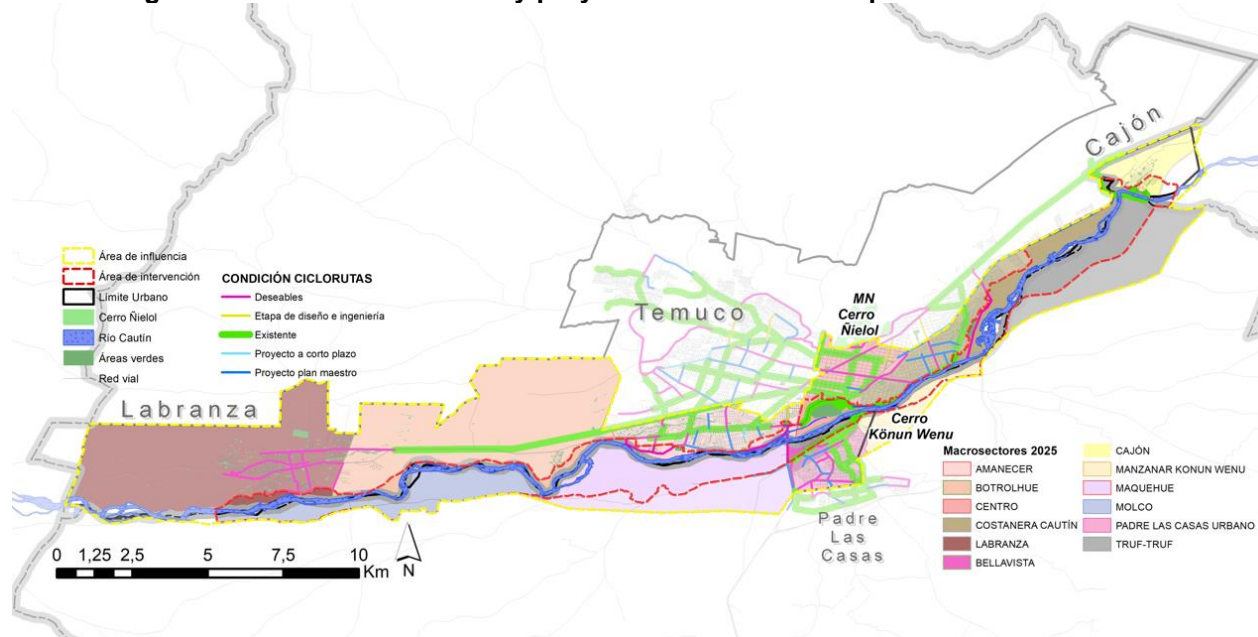 Cajón
Área de influencia
Área de intervención
Límite Urbano
Cerro Ñielol
Río Cautín
Áreas verdes
Red vial
CONDICIÓN CICLORUTAS
Deseables
Etapa de diseño e ingeniería
Existente
Proyecto a corto plazo
Proyecto plan maestro
Temuco
MN
Cerro
Ñielol
Labranza
Cerro
Könun Wenu
Padre
Las
Casas
0 1,25 2,5 5 7,5 10
Km
N
Macrosectores 2025
AMANECER
BOTROLHUE
CENTRO
COSTANERA CAUTÍN
LABRANZA
BELLAVISTA
CAJÓN
MANZANAR KONUN WENU
MAQUEHUE
MOLCO
PADRE LAS CASAS URBANO
TRUF-TRUF